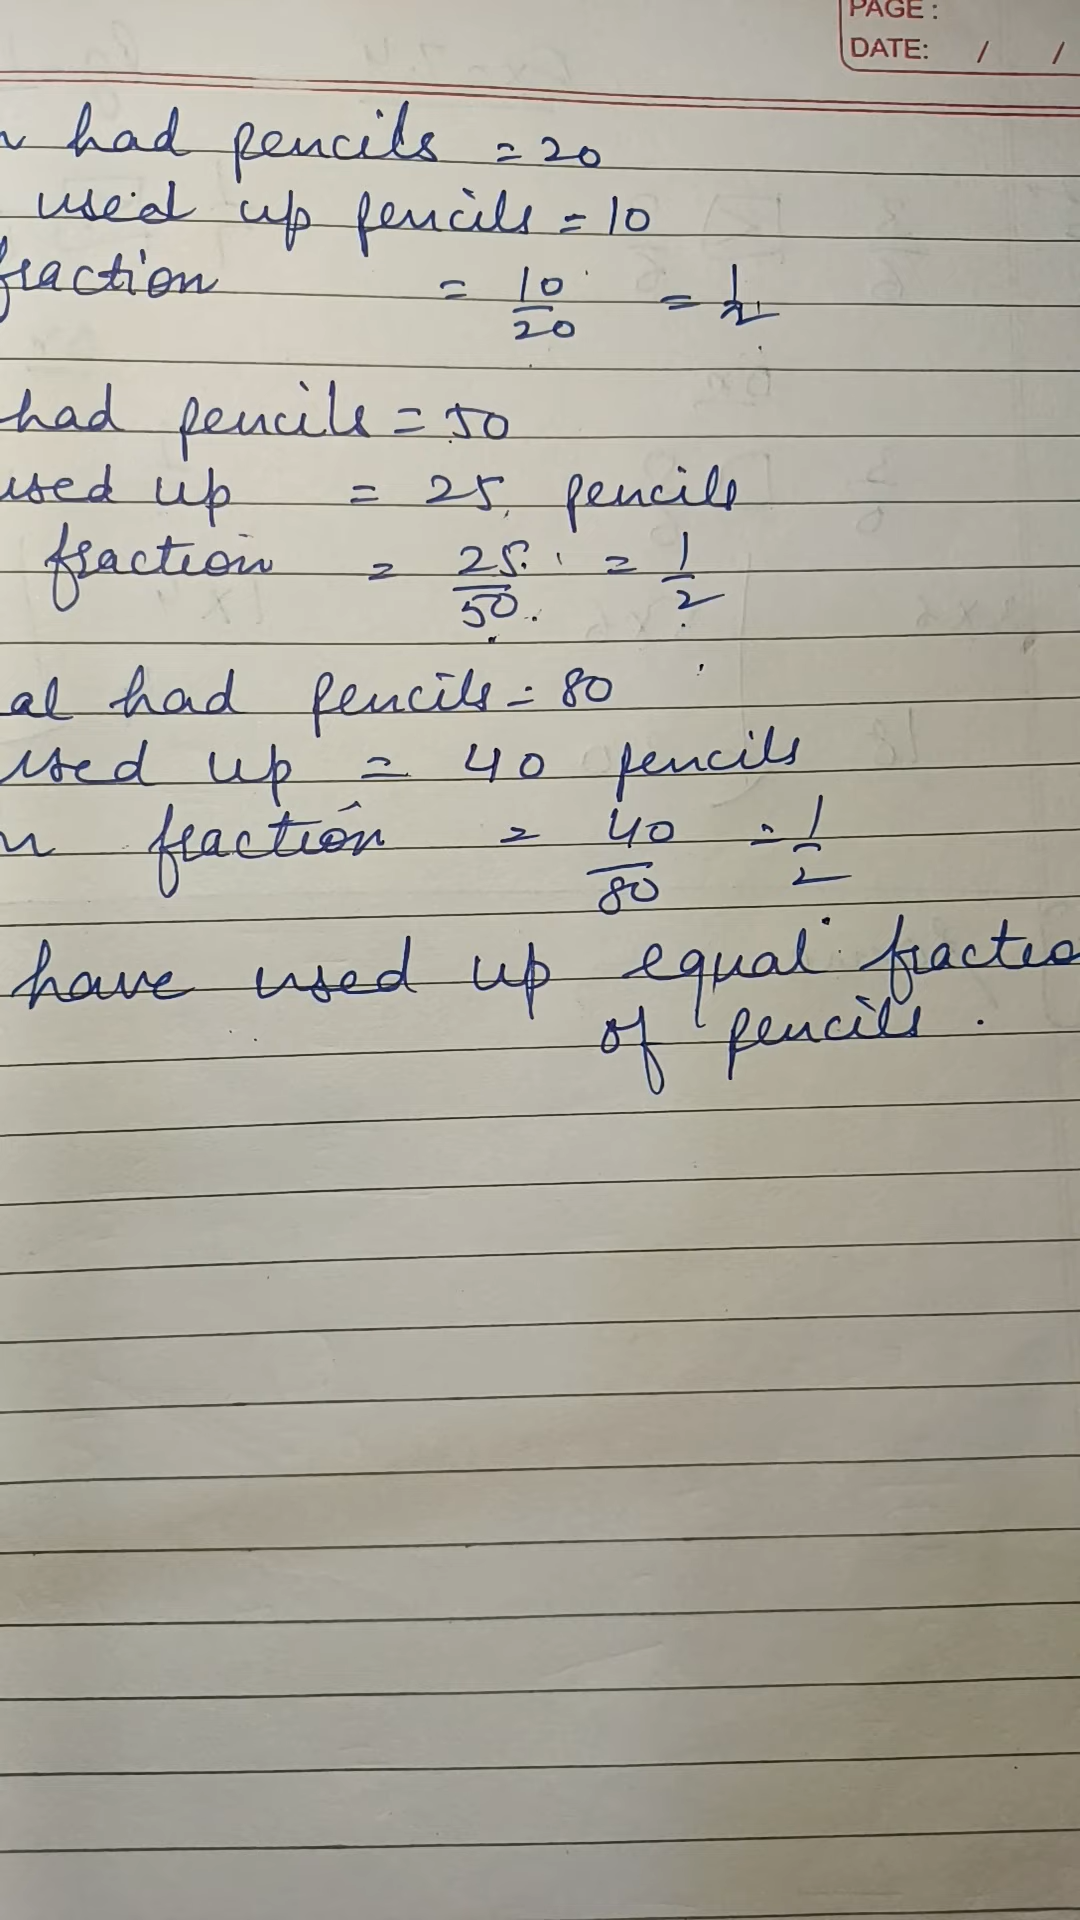 PAGE :
DATE: / /
had pencils = 20
used up pencils = 10
fraction = 10/20 = 1/2
had pencils = 50
used up = 25 pencils
fraction = 25/50 = 1/2
al had pencils = 80
used up = 40 pencils
n fraction = 40/80 = 1/2
have used up equal fractio
of pencils.